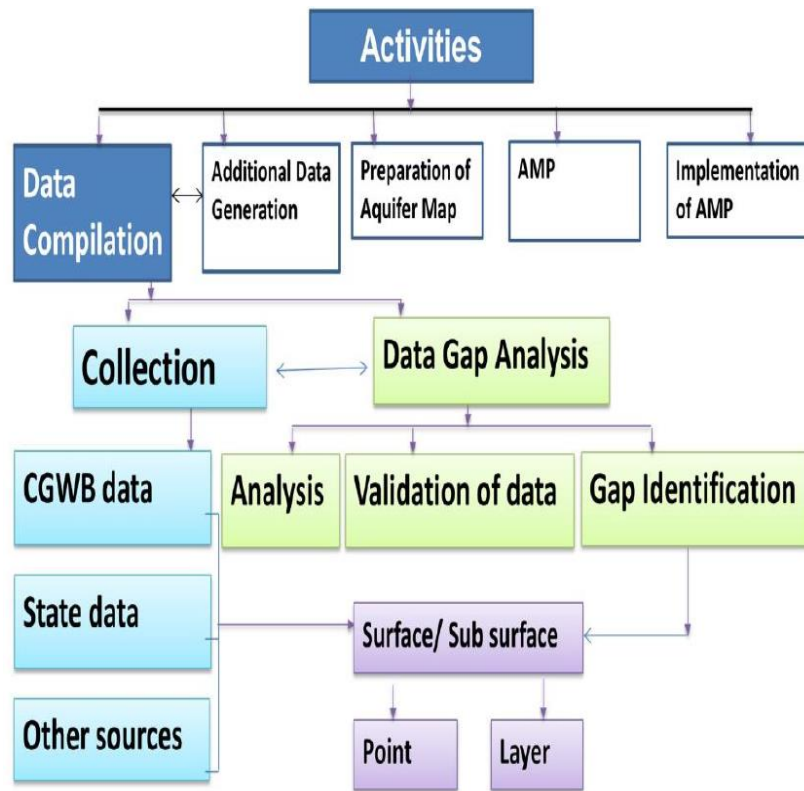 Activities
Data
Compilation
Additional Data
Generation
Preparation of
Aquifer Map
AMP
Implementation
of AMP
Collection
Data Gap Analysis
CGWB data
Analysis
Validation of data
Gap Identification
State data
Surface/ Sub surface
Other sources
Point
Layer